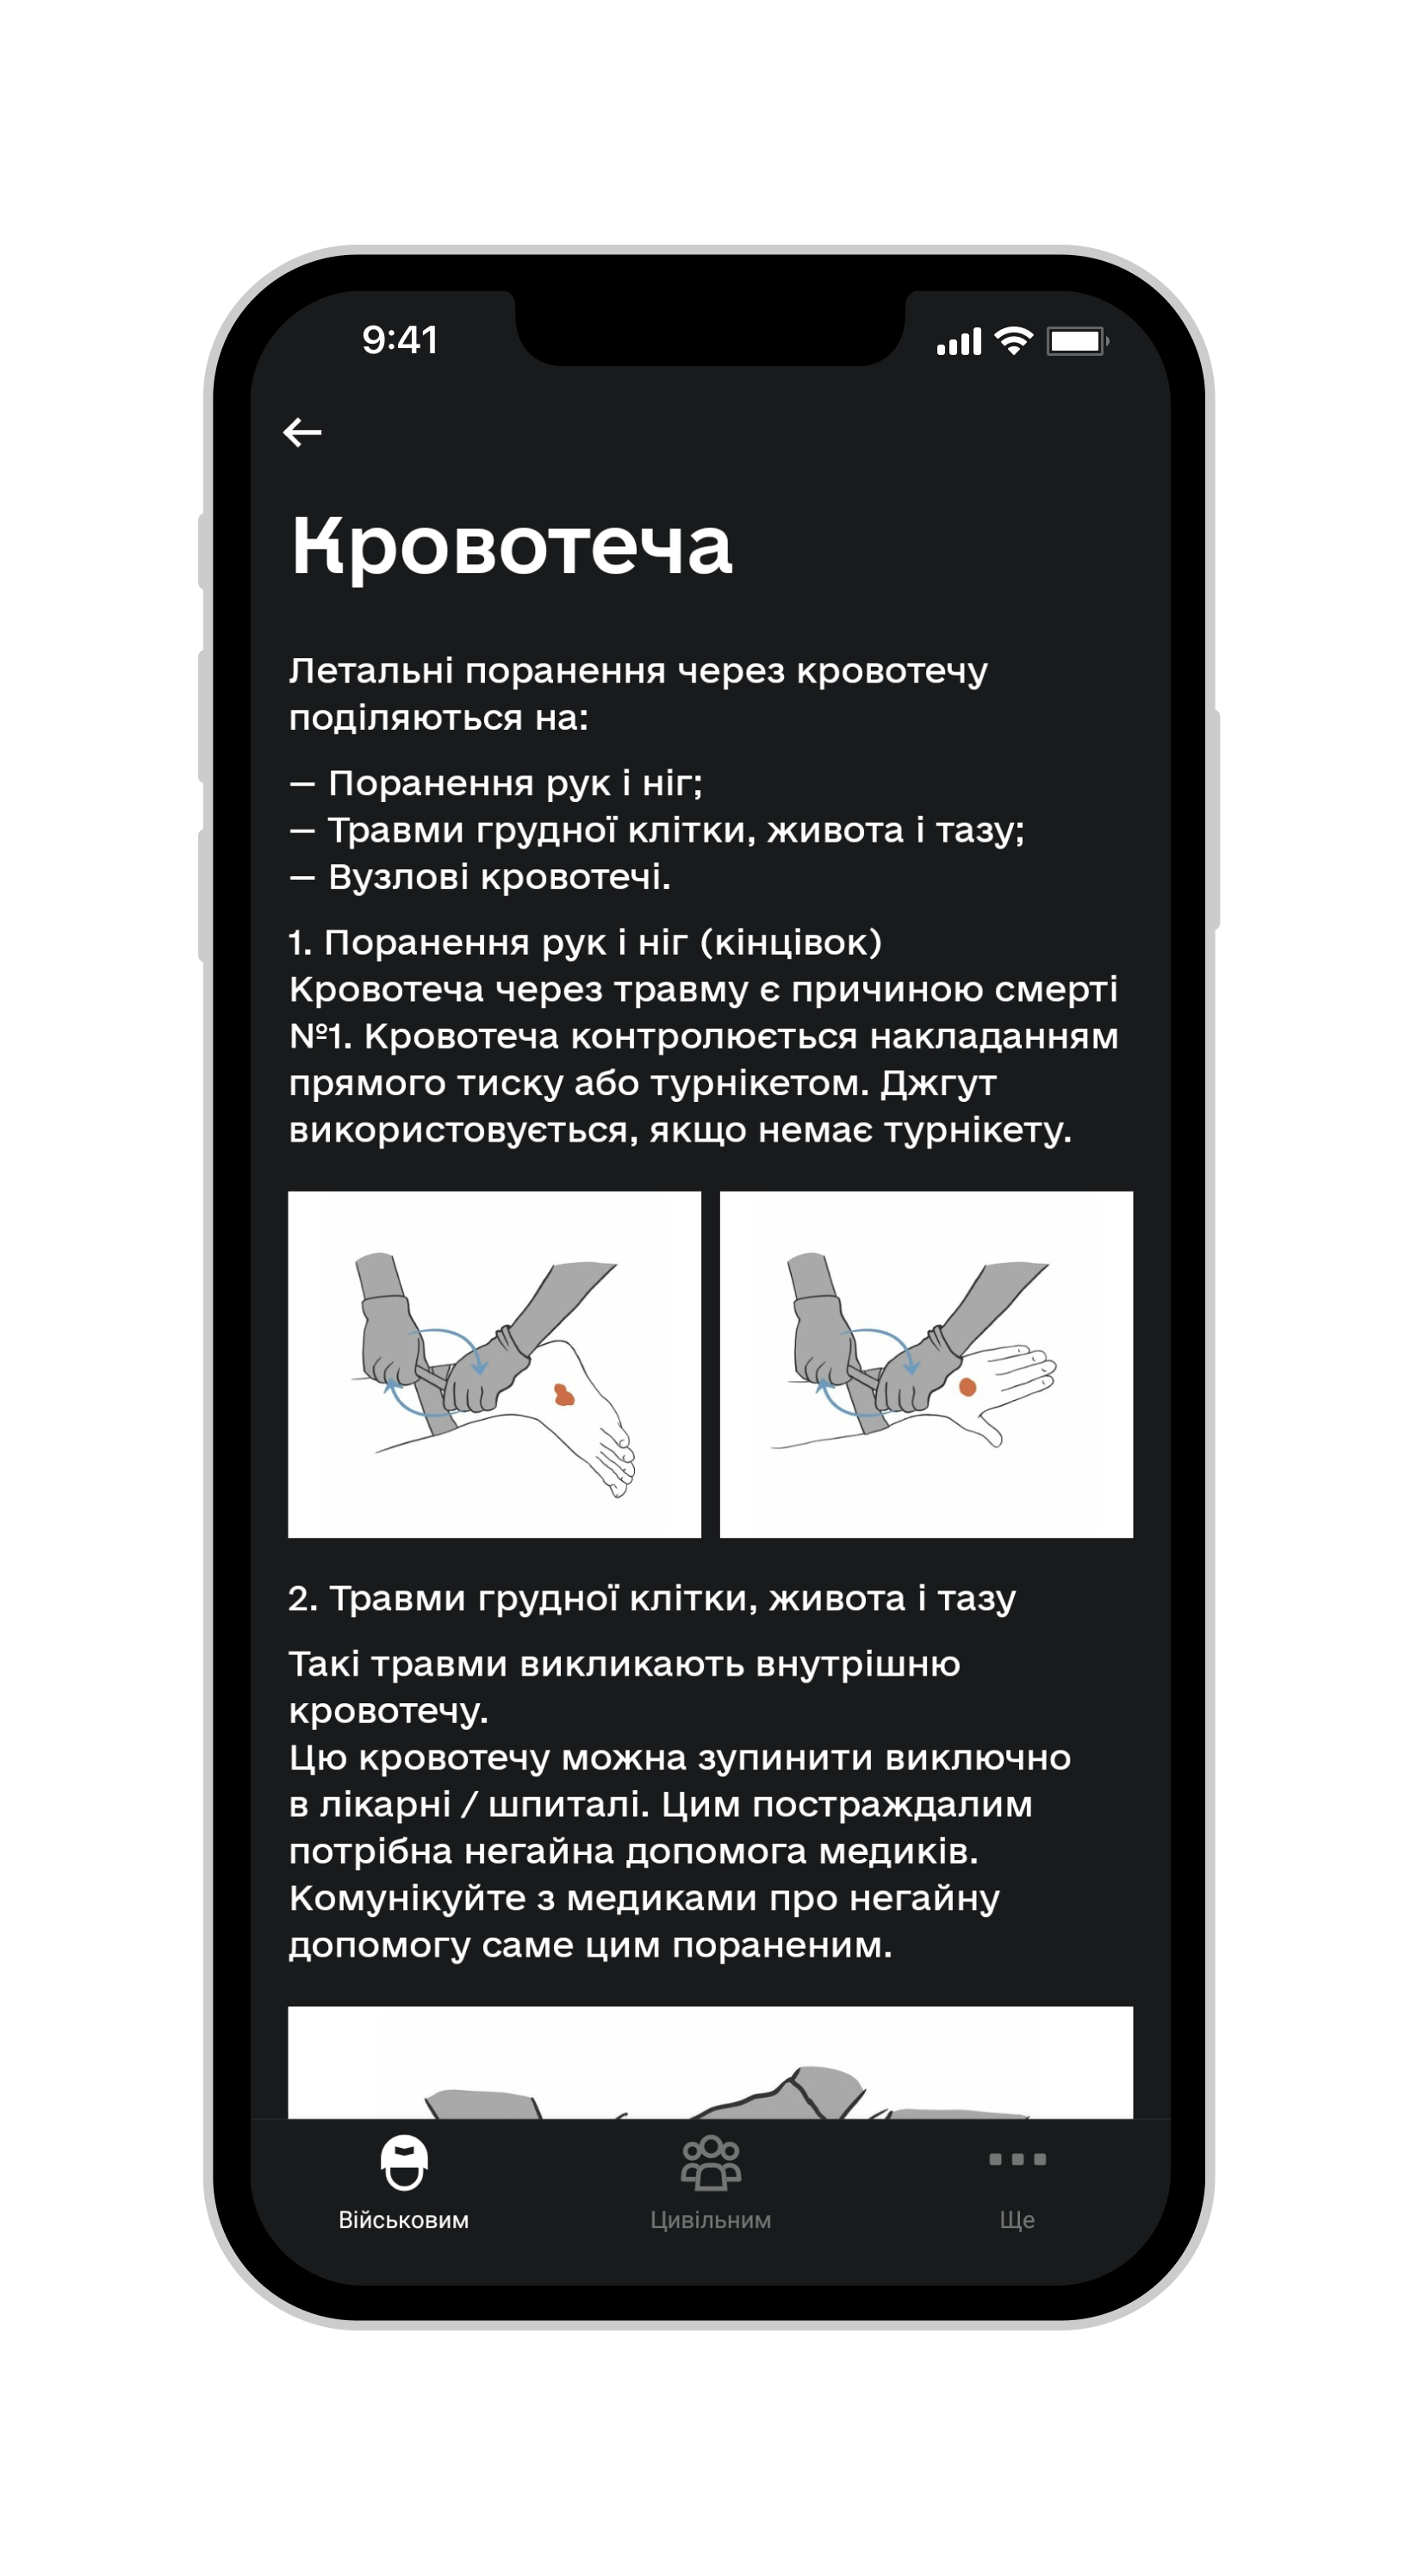 9:41
Кровотеча
Летальні поранення через кровотечу
поділяються на:
— Поранення рук і ніг;
— Травми грудної клітки, живота і тазу;
— Вузлові кровотечі.
1. Поранення рук і ніг (кінцівок)
Кровотеча через травму є причиною смерті
№1. Кровотеча контролюється накладанням
прямого тиску або турнікетом. Джгут
використовується, якщо немає турнікету.
2. Травми грудної клітки, живота і тазу
Такі травми викликають внутрішню
кровотечу.
Цю кровотечу можна зупинити виключно
в лікарні / шпиталі. Цим постраждалим
потрібна негайна допомога медиків.
Комунікуйте з медиками про негайну
допомогу саме цим пораненим.
Військовим
Цивільним
Ще